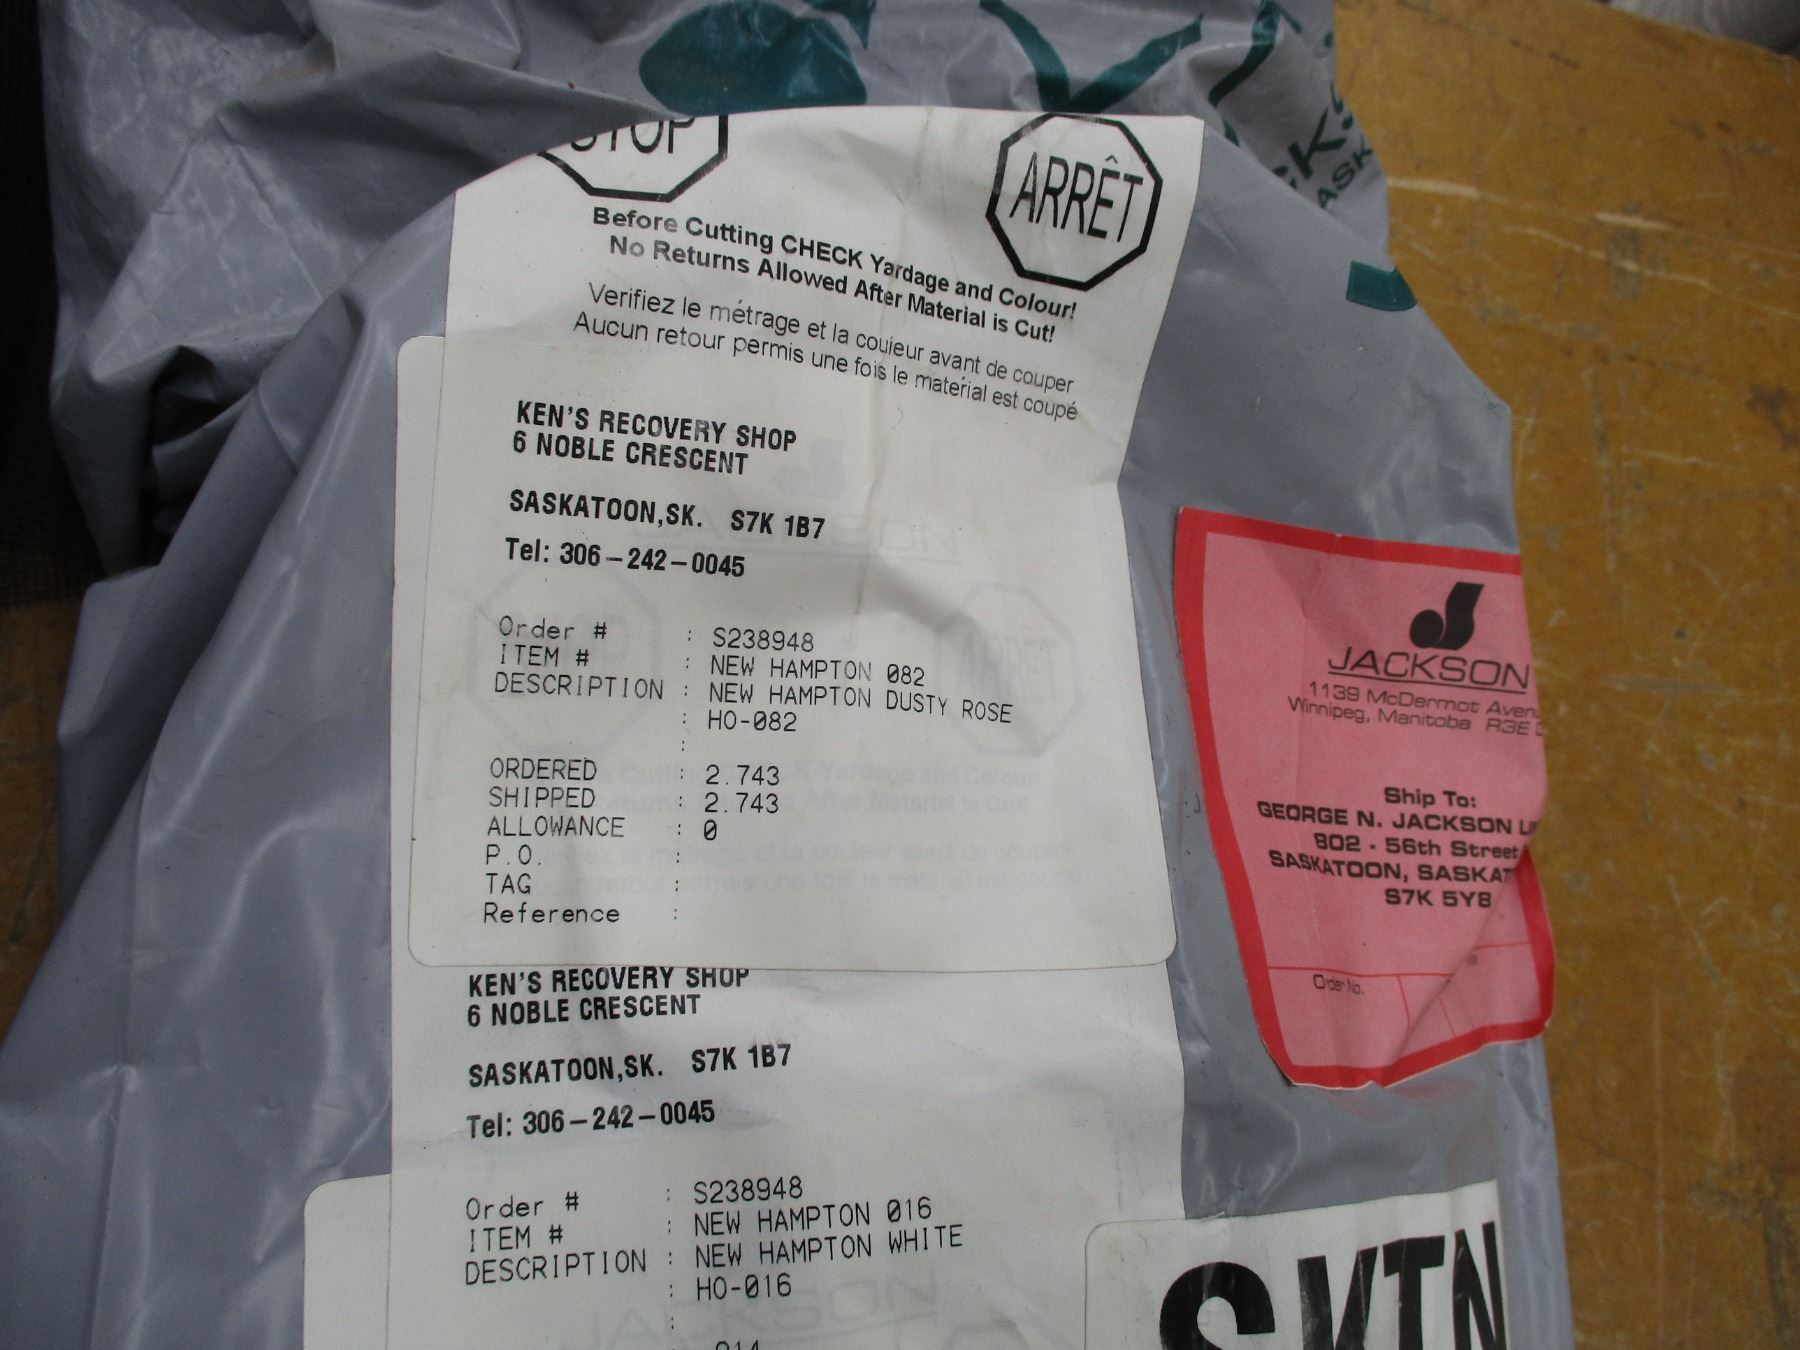 STOP
ARRÊT
Before Cutting CHECK Yardage and Colour!
No Returns Allowed After Material is Cut!
Verifiez le métrage et la couieur avant de couper
Aucun retour permis une fois le material est coupé
KEN'S RECOVERY SHOP
6 NOBLE CRESCENT
SASKATOON,SK. S7K 1B7
Tel: 306-242-0045
Order # : S238948
ITEM # : NEW HAMPTON 082
DESCRIPTION : NEW HAMPTON DUSTY ROSE
: HO-082
:
ORDERED : 2.743
SHIPPED : 2.743
ALLOWANCE : 0
P.O. :
TAG :
Reference :
KEN'S RECOVERY SHOP
6 NOBLE CRESCENT
SASKATOON,SK. S7K 1B7
Tel: 306-242-0045
Order # : S238948
ITEM # : NEW HAMPTON 016
DESCRIPTION : NEW HAMPTON WHITE
: HO-016
:
JACKSON
1139 McDermot Aven
Winnipeg, Manitoba R3E
Ship To:
GEORGE N. JACKSON
802 - 56th Street
SASKATOON, SASKAT
S7K 5Y8
Order No.
SKTN